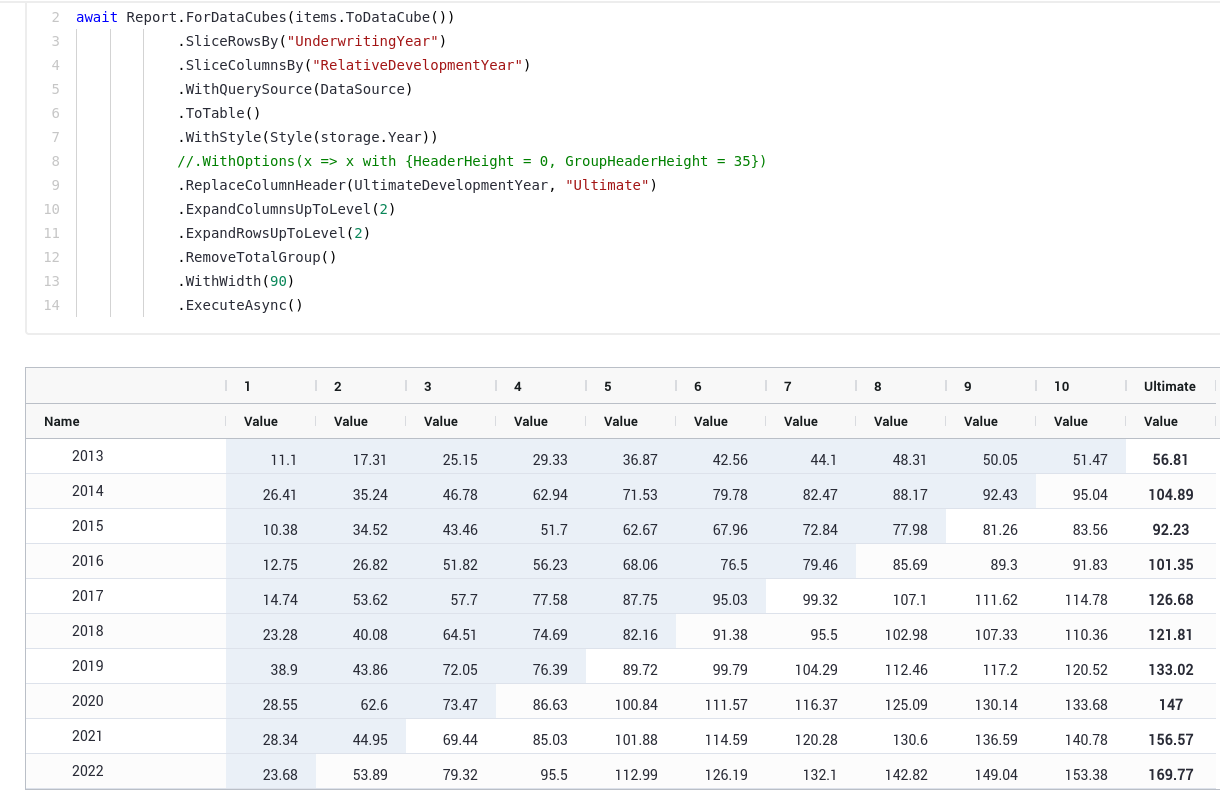 2 await Report.ForDataCubes(items.ToDataCube())
3 .SliceRowsBy("UnderwritingYear")
4 .SliceColumnsBy("RelativeDevelopmentYear")
5 .WithQuerySource(DataSource)
6 .ToTable()
7 .WithStyle(Style(storage.Year))
8 //.WithOptions(x => x with {HeaderHeight = 0, GroupHeaderHeight = 35})
9 .ReplaceColumnHeader(UltimateDevelopmentYear, "Ultimate")
10 .ExpandColumnsUpToLevel(2)
11 .ExpandRowsUpToLevel(2)
12 .RemoveTotalGroup()
13 .WithWidth(90)
14 .ExecuteAsync()
1 2 3 4 5 6 7 8 9 10 Ultimate
Name Value Value Value Value Value Value Value Value Value Value Value
2013 11.1 17.31 25.15 29.33 36.87 42.56 44.1 48.31 50.05 51.47 56.81
2014 26.41 35.24 46.78 62.94 71.53 79.78 82.47 88.17 92.43 95.04 104.89
2015 10.38 34.52 43.46 51.7 62.67 67.96 72.84 77.98 81.26 83.56 92.23
2016 12.75 26.82 51.82 56.23 68.06 76.5 79.46 85.69 89.3 91.83 101.35
2017 14.74 53.62 57.7 77.58 87.75 95.03 99.32 107.1 111.62 114.78 126.68
2018 23.28 40.08 64.51 74.69 82.16 91.38 95.5 102.98 107.33 110.36 121.81
2019 38.9 43.86 72.05 76.39 89.72 99.79 104.29 112.46 117.2 120.52 133.02
2020 28.55 62.6 73.47 86.63 100.84 111.57 116.37 125.09 130.14 133.68 147
2021 28.34 44.95 69.44 85.03 101.88 114.59 120.28 130.6 136.59 140.78 156.57
2022 23.68 53.89 79.32 95.5 112.99 126.19 132.1 142.82 149.04 153.38 169.77